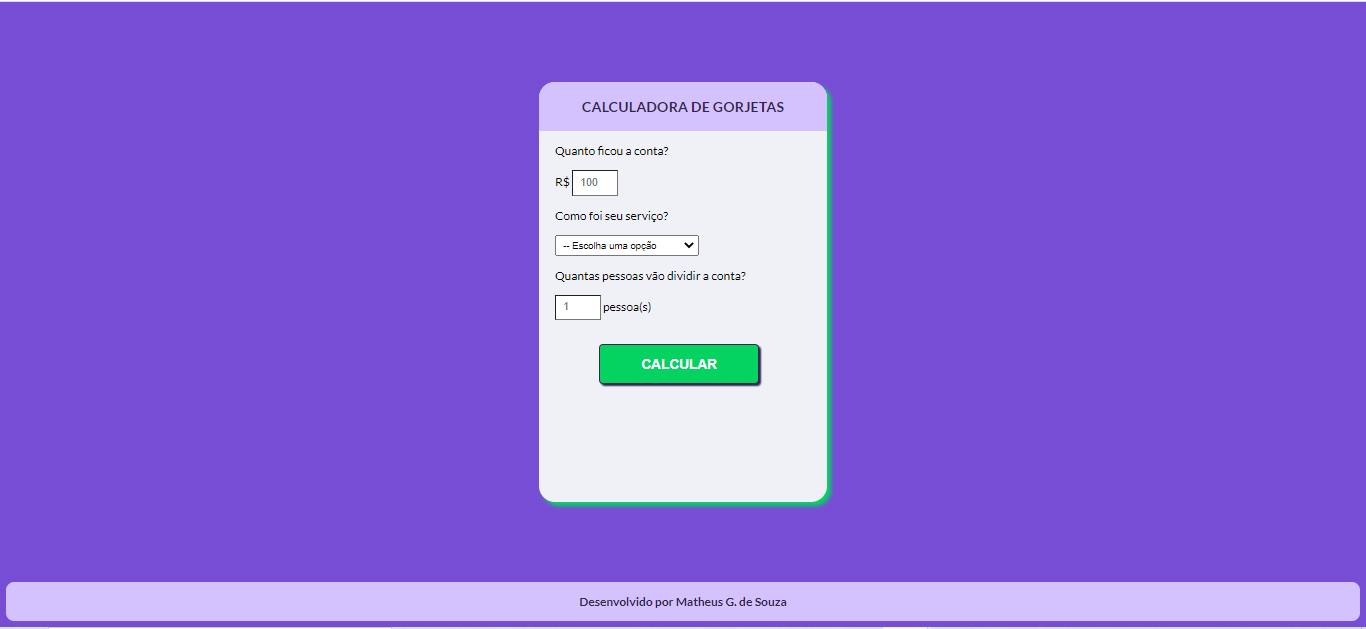 CALCULADORA DE GORJETAS
Quanto ficou a conta?
R$ 100
Como foi seu serviço?
-- Escolha uma opção
Quantas pessoas vão dividir a conta?
1 pessoa(s)
CALCULAR
Desenvolvido por Matheus G. de Souza